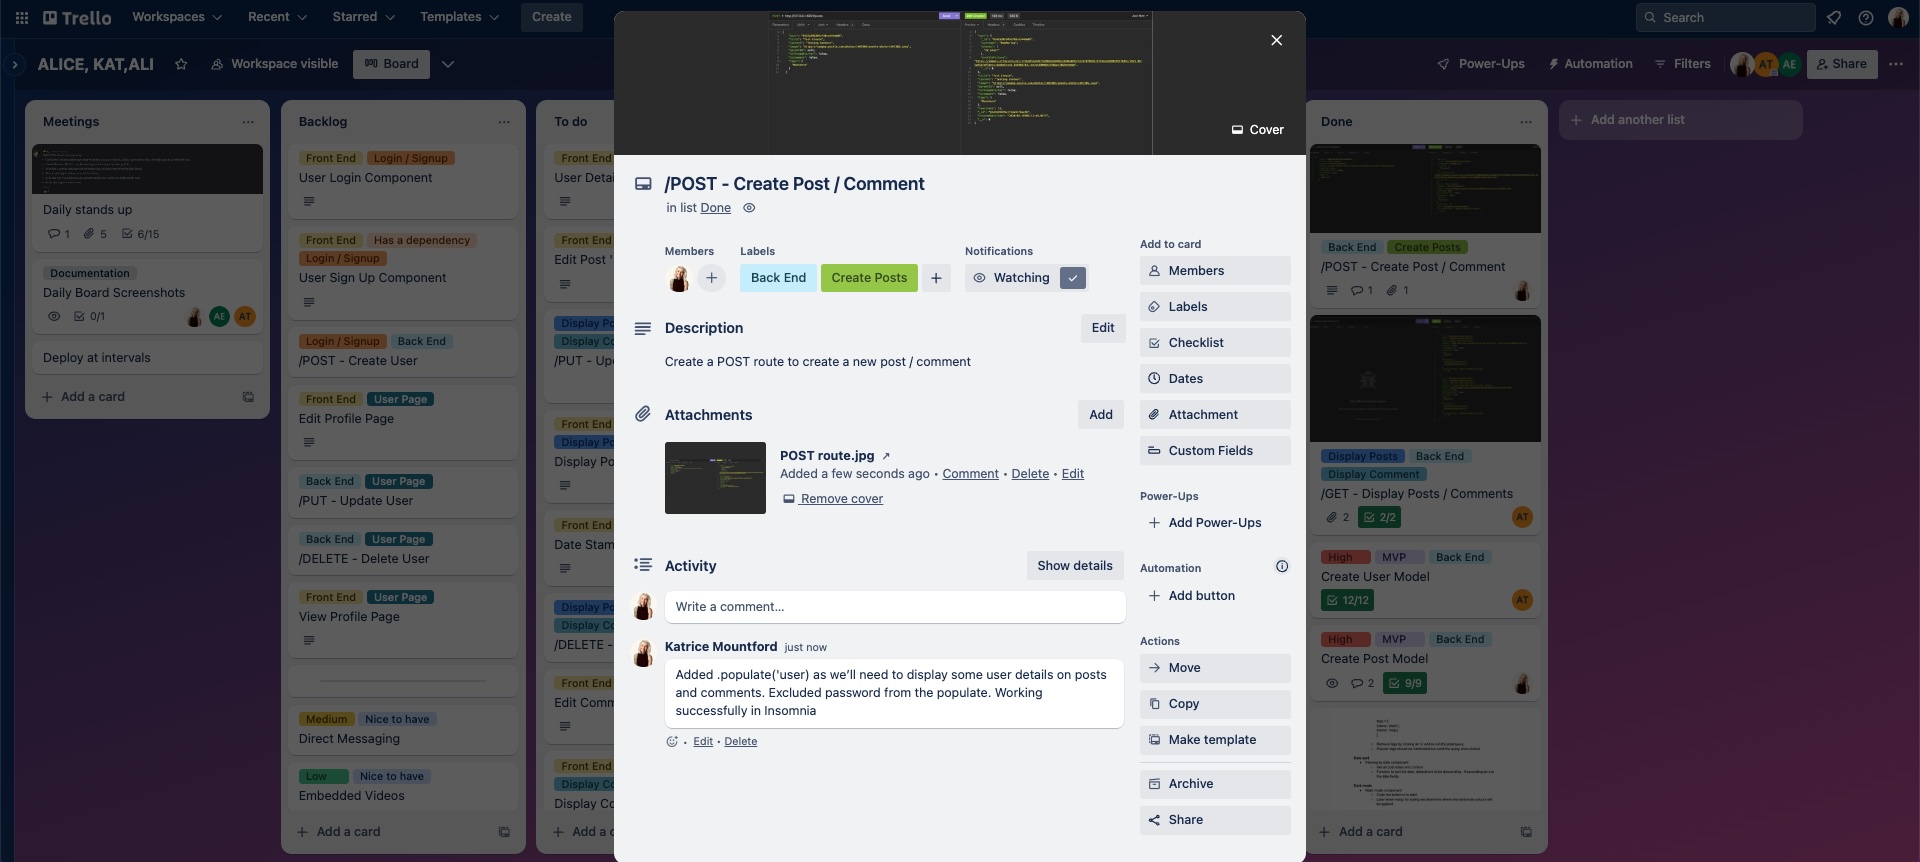 Trello
Workspaces
Recent
Starred
Templates
Create
Search
ALICE, KAT,ALI
Workspace visible
Board
Power-Ups
Automation
Filters
AT
AE
Share
Meetings
Daily stands up
1
5
6/15
Documentation
Daily Board Screenshots
0/1
AE
AT
Deploy at intervals
Add a card
Backlog
Front End
Login / Signup
User Login Component
Front End
Has a dependency
Login / Signup
User Sign Up Component
Login / Signup
Back End
/POST - Create User
Front End
User Page
Edit Profile Page
Back End
User Page
/PUT - Update User
Back End
User Page
/DELETE - Delete User
Front End
User Page
View Profile Page
Medium
Nice to have
Direct Messaging
Low
Nice to have
Embedded Videos
Add a card
To do
Front End
User Detai
Front End
Edit Post '
Display Po
Display Co
/PUT - Upd
Front End
Display Po
Display Po
Front End
Date Stam
Display Po
Display Co
/DELETE -
Front End
Edit Comm
Front End
Display Co
Display Co
Add a c
Cover
/POST - Create Post / Comment
in list Done
Members
Labels
Back End
Create Posts
Notifications
Watching
Description
Edit
Create a POST route to create a new post / comment
Attachments
Add
POST route.jpg
Added a few seconds ago • Comment • Delete • Edit
Remove cover
Activity
Show details
Write a comment…
Katrice Mountford just now
Added .populate('user) as we’ll need to display some user details on posts
and comments. Excluded password from the populate. Working
successfully in Insomnia
• Edit • Delete
Add to card
Members
Labels
Checklist
Dates
Attachment
Custom Fields
Power-Ups
Add Power-Ups
Automation
Add button
Actions
Move
Copy
Make template
Archive
Share
Done
Back End
Create Posts
/POST - Create Post / Comment
1
1
Display Posts
Back End
Display Comment
/GET - Display Posts / Comments
2
2/2
AT
High
MVP
Back End
Create User Model
12/12
AT
High
MVP
Back End
Create Post Model
2
9/9
Add a card
Add another list